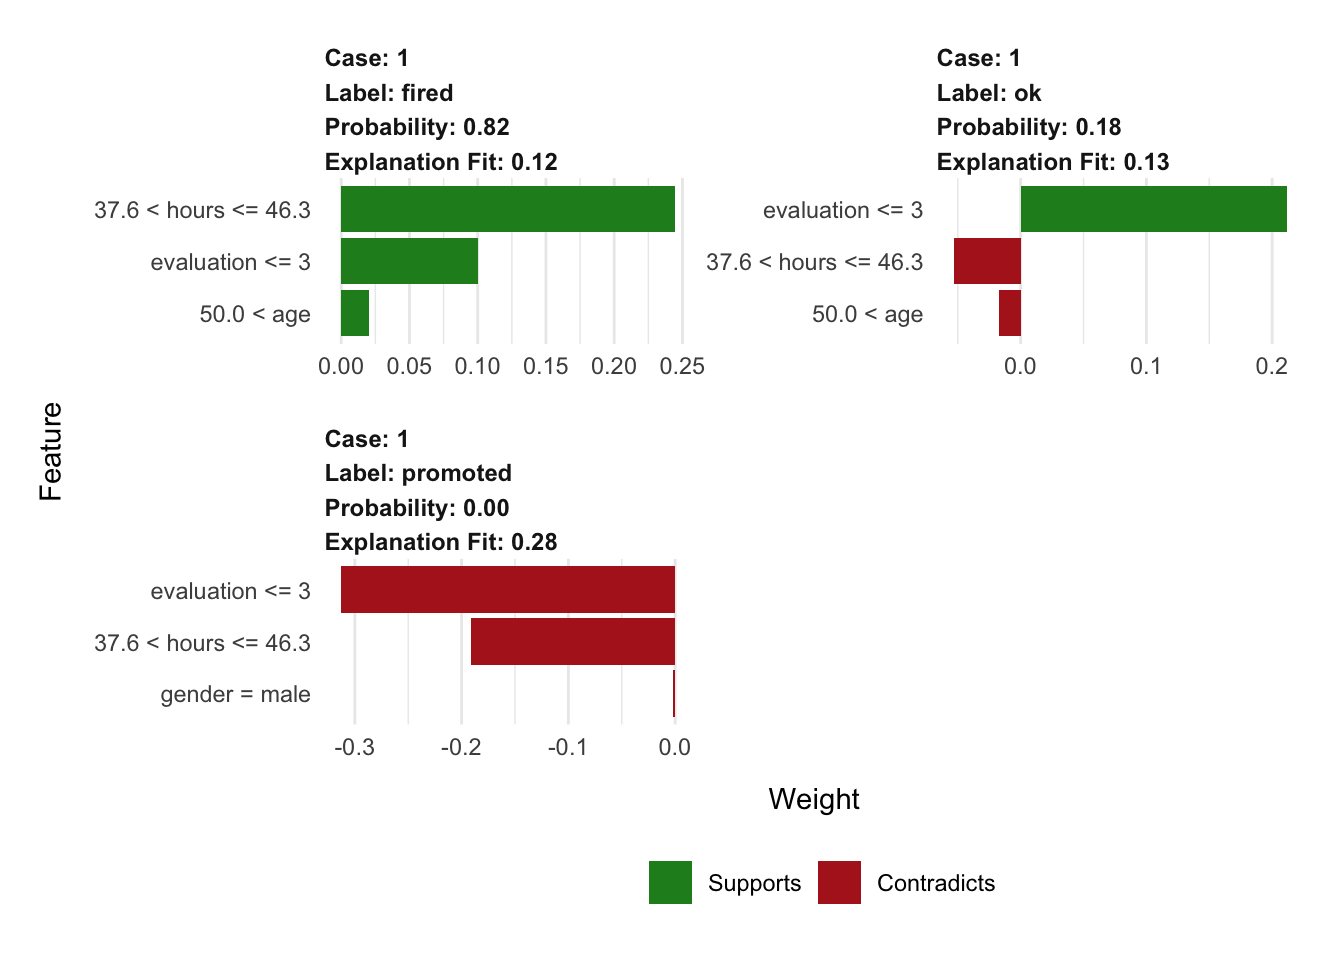 Case: 1
Label: fired
Probability: 0.82
Explanation Fit: 0.12
37.6 < hours <= 46.3
evaluation <= 3
50.0 < age
0.00 0.05 0.10 0.15 0.20 0.25
Case: 1
Label: ok
Probability: 0.18
Explanation Fit: 0.13
evaluation <= 3
37.6 < hours <= 46.3
50.0 < age
0.0 0.1 0.2
Feature
Case: 1
Label: promoted
Probability: 0.00
Explanation Fit: 0.28
evaluation <= 3
37.6 < hours <= 46.3
gender = male
-0.3 -0.2 -0.1 0.0
Weight
Supports Contradicts